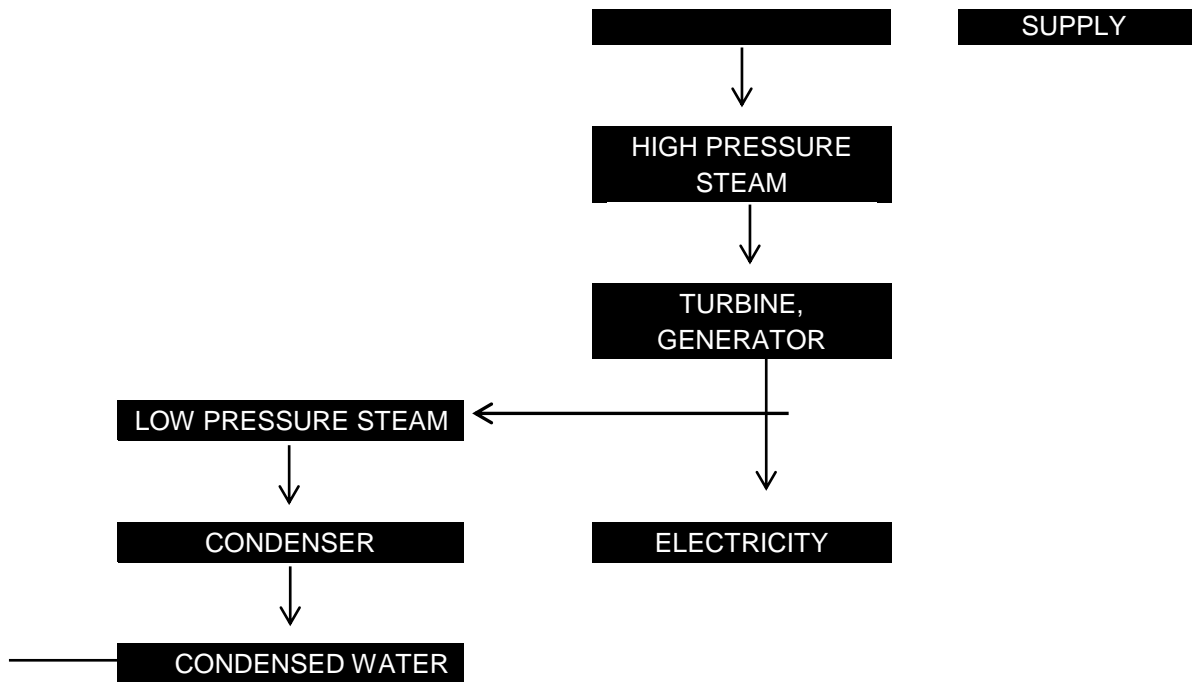 SUPPLY
HIGH PRESSURE
STEAM
TURBINE,
GENERATOR
LOW PRESSURE STEAM
CONDENSER
ELECTRICITY
CONDENSED WATER